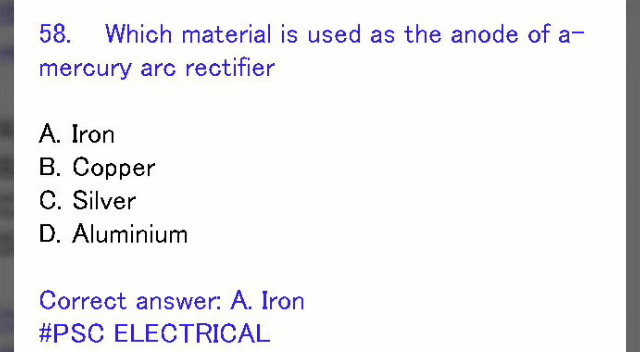 58. Which material is used as the anode of a-
mercury arc rectifier
A. Iron
B. Copper
C. Silver
D. Aluminium
Correct answer: A. Iron
#PSC ELECTRICAL